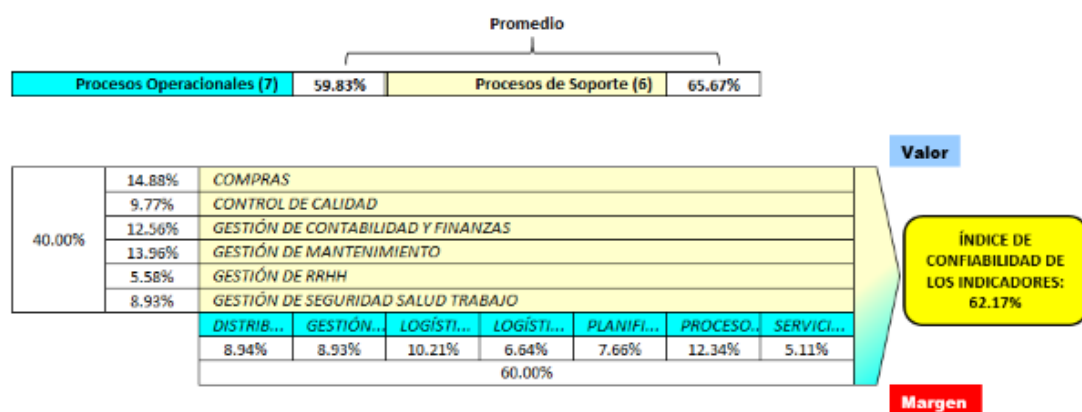 Promedio
Procesos Operacionales (7) 59.83% Procesos de Soporte (6) 65.67%
Valor
40.00%
14.88% COMPRAS
9.77% CONTROL DE CALIDAD
12.56% GESTIÓN DE CONTABILIDAD Y FINANZAS
13.96% GESTIÓN DE MANTENIMIENTO
5.58% GESTIÓN DE RRHH
8.93% GESTIÓN DE SEGURIDAD SALUD TRABAJO
DISTRIB... GESTIÓN... LOGÍSTI... LOGÍSTI... PLANIFI... PROCESO... SERVICI...
8.94% 8.93% 10.21% 6.64% 7.66% 12.34% 5.11%
60.00%
ÍNDICE DE
CONFIABILIDAD DE
LOS INDICADORES:
62.17%
Margen